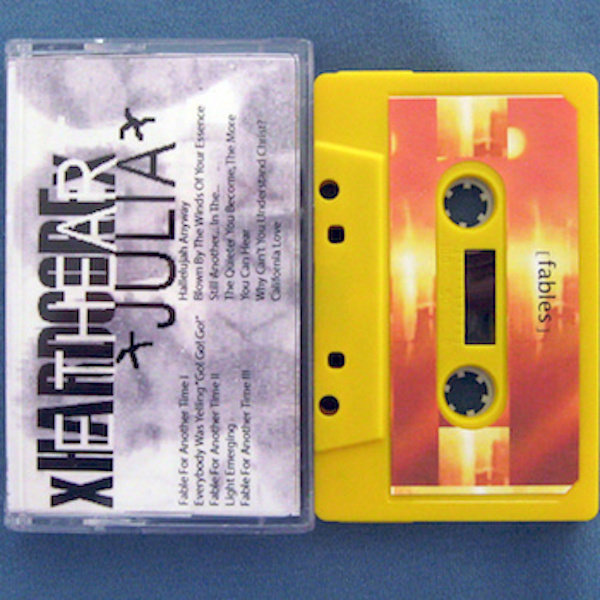 xHARDCOREx
JULIA
Fable For Another Time I
Everybody Was Yelling "Go! Go! Go!"
Fable For Another Time II
Light Emerging
Fable For Another Time III
Hallelujah Anyway
Blown By The Winds Of Your Essence
Still Another... In The...
The Quieter You Become, The More
You Can Hear
Why Can't You Understand Christ?
California Love
[fables]